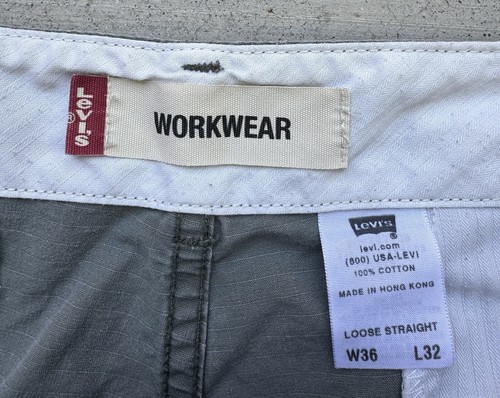 Levi's®
WORKWEAR
Levi's
levi.com
(800) USA-LEVI
100% COTTON
MADE IN HONG KONG
LOOSE STRAIGHT
W36 L32